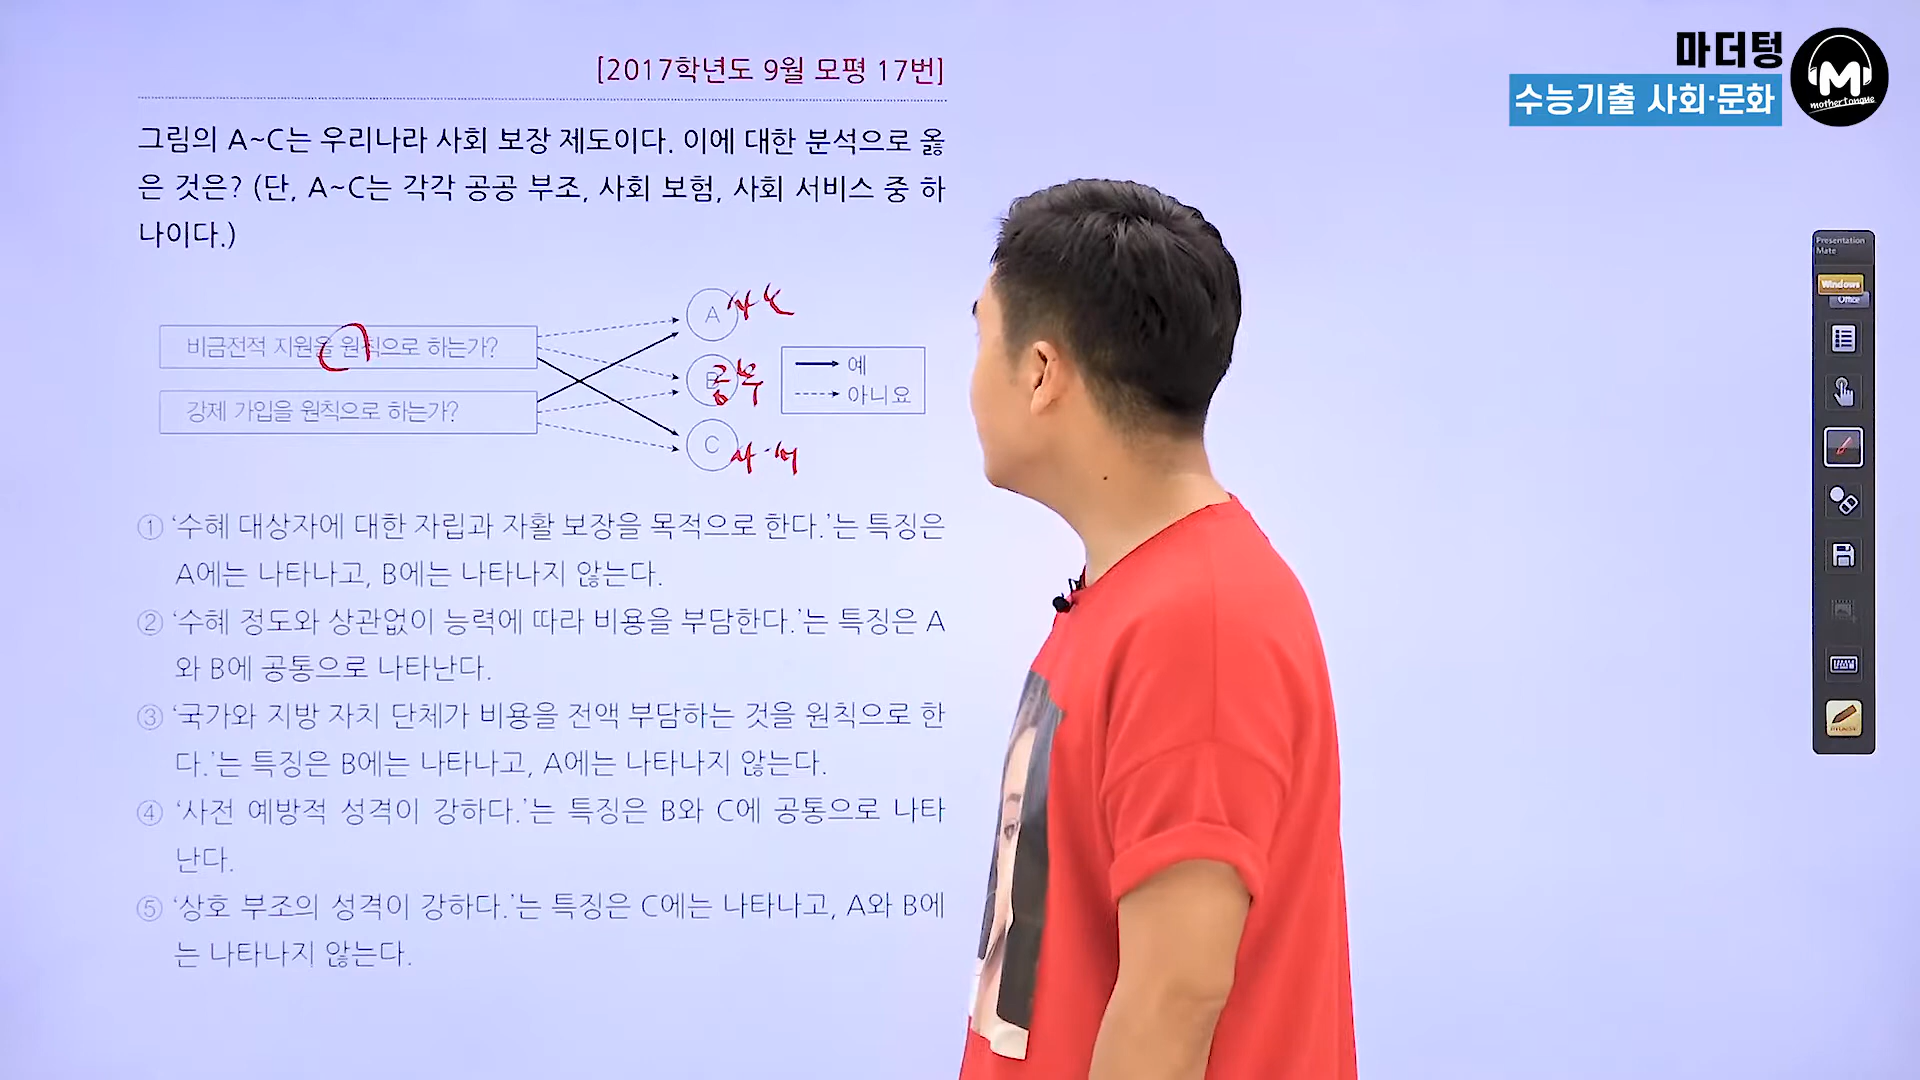 마더텅
수능기출 사회·문화
M
mothertongue
[2017학년도 9월 모평 17번]
그림의 A~C는 우리나라 사회 보장 제도이다. 이에 대한 분석으로 옳
은 것은? (단, A~C는 각각 공공 부조, 사회 보험, 사회 서비스 중 하
나이다.)
비금전적 지원을 원칙으로 하는가?
강제 가입을 원칙으로 하는가?
A
B 공부
C
예
아니요
① ‘수혜 대상자에 대한 자립과 자활 보장을 목적으로 한다.’는 특징은
A에는 나타나고, B에는 나타나지 않는다.
② ‘수혜 정도와 상관없이 능력에 따라 비용을 부담한다.’는 특징은 A
와 B에 공통으로 나타난다.
③ ‘국가와 지방 자치 단체가 비용을 전액 부담하는 것을 원칙으로 한
다.’는 특징은 B에는 나타나고, A에는 나타나지 않는다.
④ ‘사전 예방적 성격이 강하다.’는 특징은 B와 C에 공통으로 나타
난다.
⑤ ‘상호 부조의 성격이 강하다.’는 특징은 C에는 나타나고, A와 B에
는 나타나지 않는다.
Presentation
Mate
Windows
Office